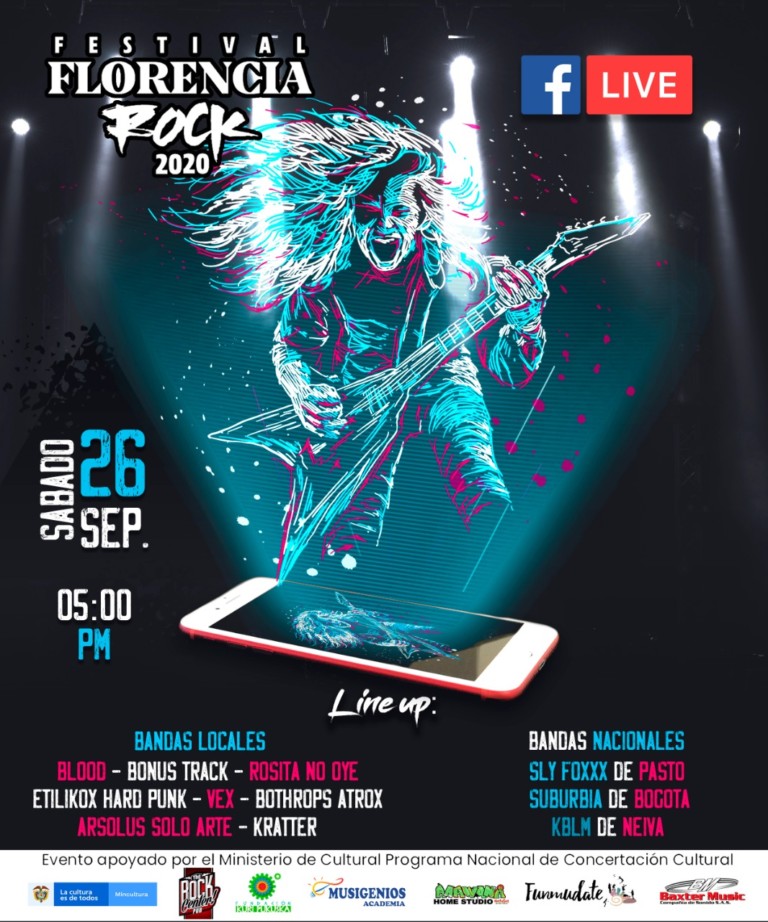 FESTIVAL
FLORENCIA
ROCK
2020
f LIVE
SABADO
26
SEP.
05:00
PM
Line up:
BANDAS LOCALES
BLOOD - BONUS TRACK - ROSITA NO OYE
ETILIKOX HARD PUNK - VEX - BOTHROPS ATROX
ARSOLUS SOLO ARTE - KRATTER
BANDAS NACIONALES
SLY FOXXX DE PASTO
SUBURBIA DE BOGOTA
KBLM DE NEIVA
Evento apoyado por el Ministerio de Cultural Programa Nacional de Concertación Cultural
La cultura
es de todos
Mincultura
ROCK
MUSIGENIOS
ACADEMIA
HOME STUDIO
Funmudate
BM
Baxter Music